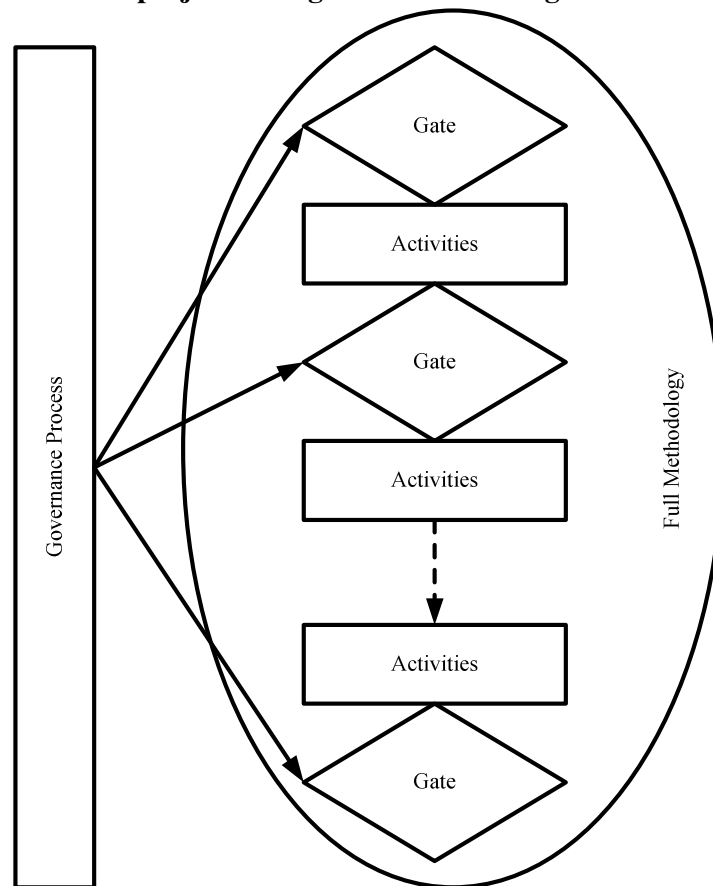 Gate
Activities
Gate
Governance Process
Full Methodology
Activities
Activities
Gate